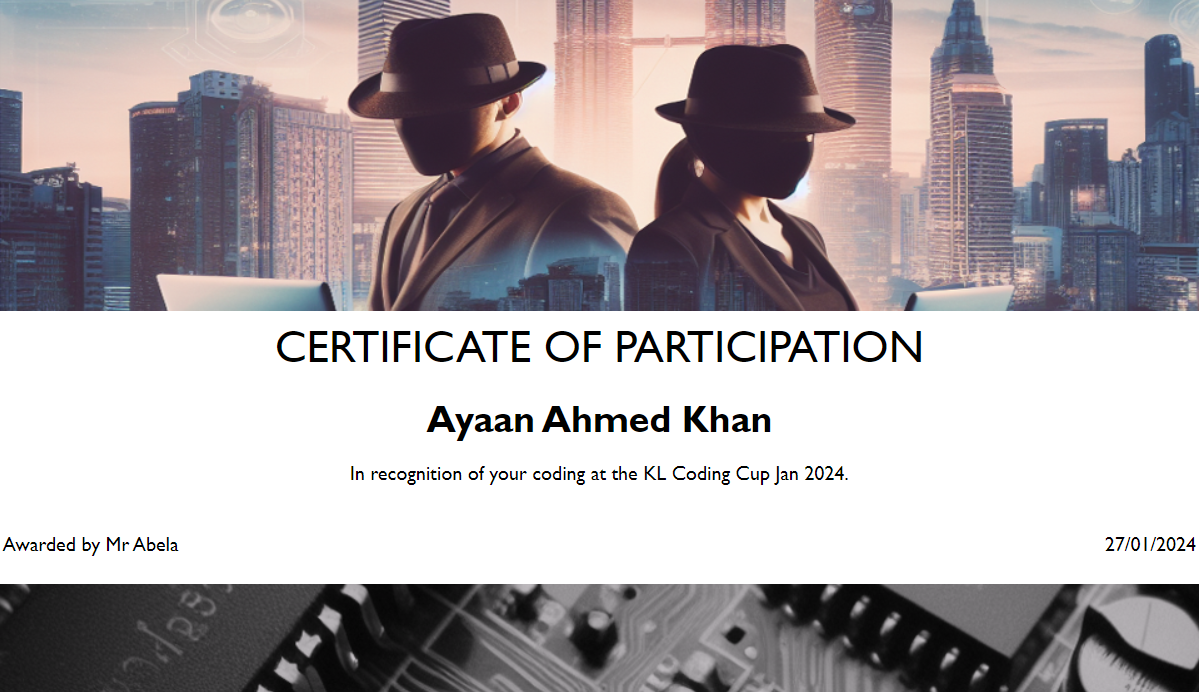 CERTIFICATE OF PARTICIPATION
Ayaan Ahmed Khan
In recognition of your coding at the KL Coding Cup Jan 2024.
Awarded by Mr Abela
27/01/2024